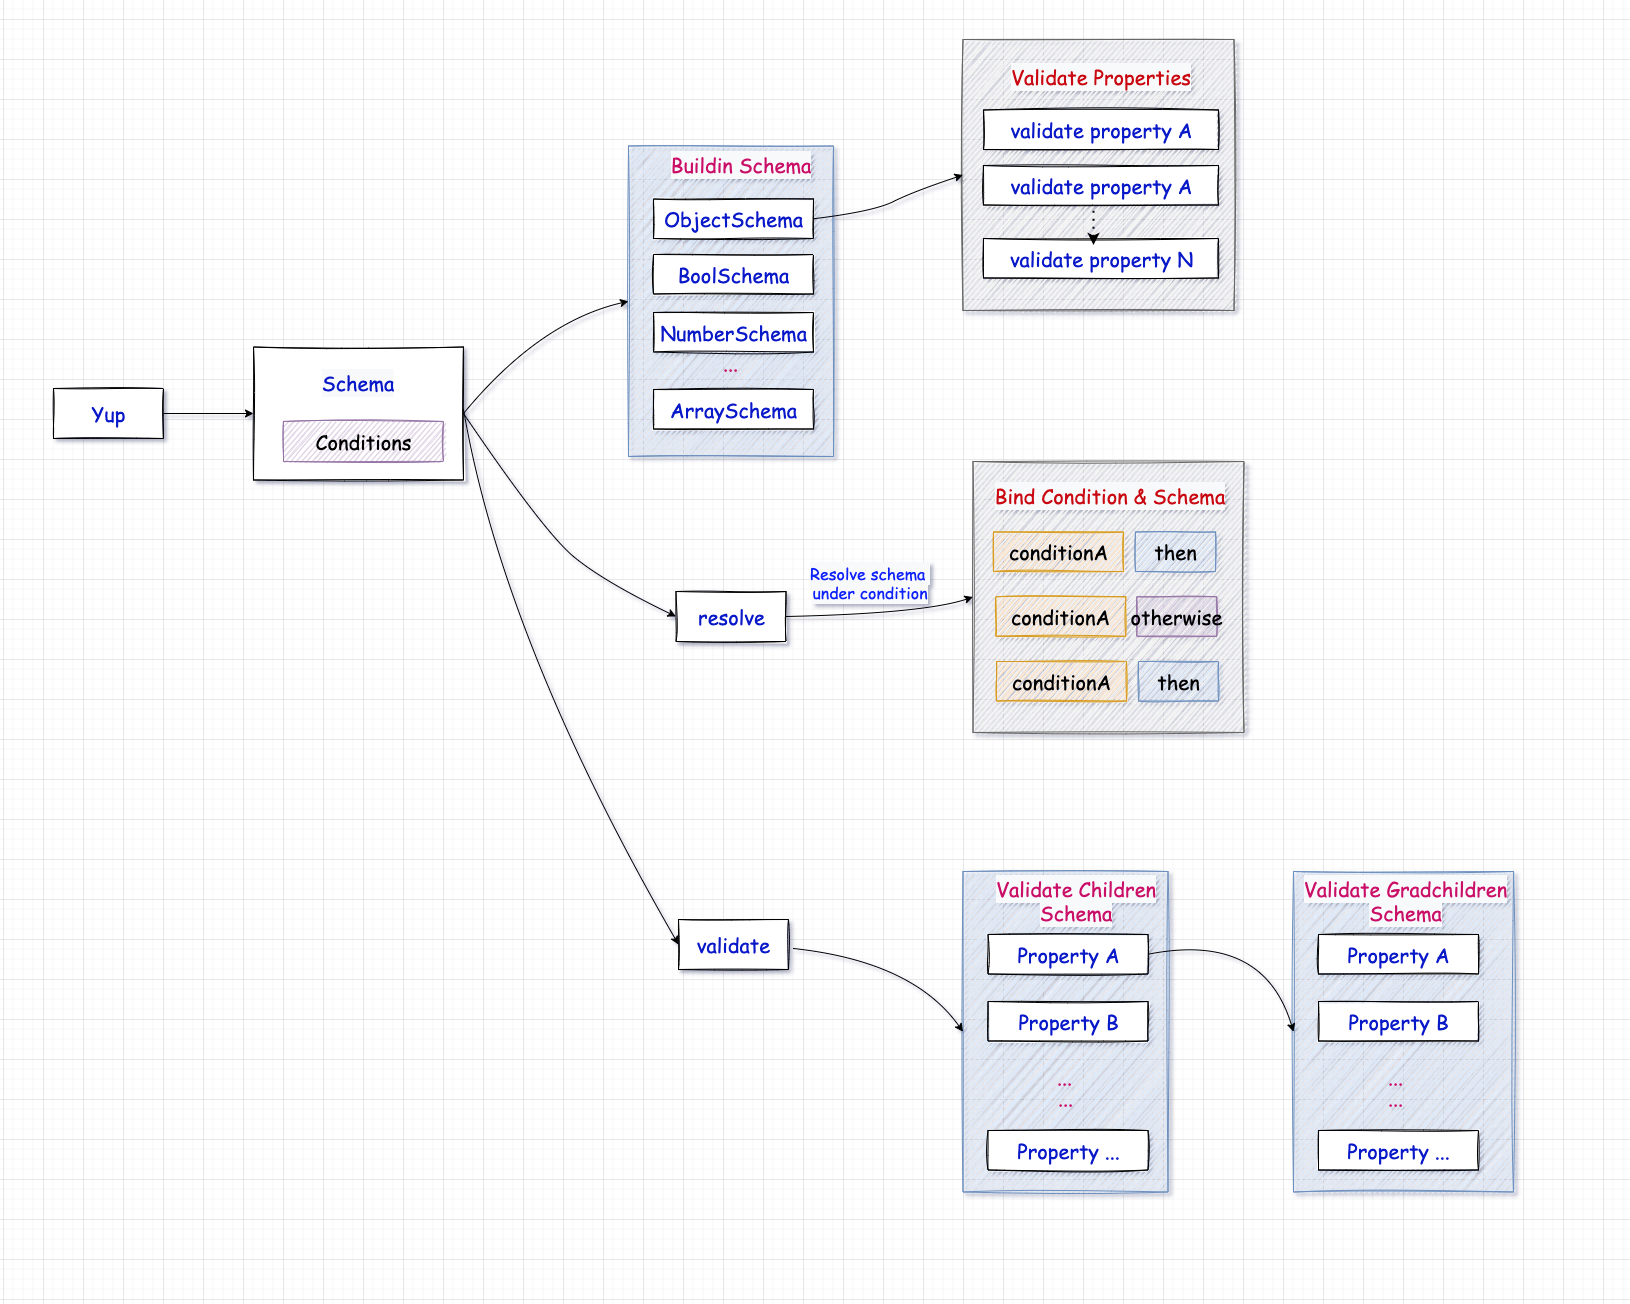 Yup
Schema
Conditions
Buildin Schema
ObjectSchema
BoolSchema
NumberSchema
...
ArraySchema
Validate Properties
validate property A
validate property A
validate property N
resolve
Resolve schema
under condition
Bind Condition & Schema
conditionA then
conditionA otherwise
conditionA then
validate
Validate Children
Schema
Property A
Property B
...
...
Property ...
Validate Gradchildren
Schema
Property A
Property B
...
...
Property ...